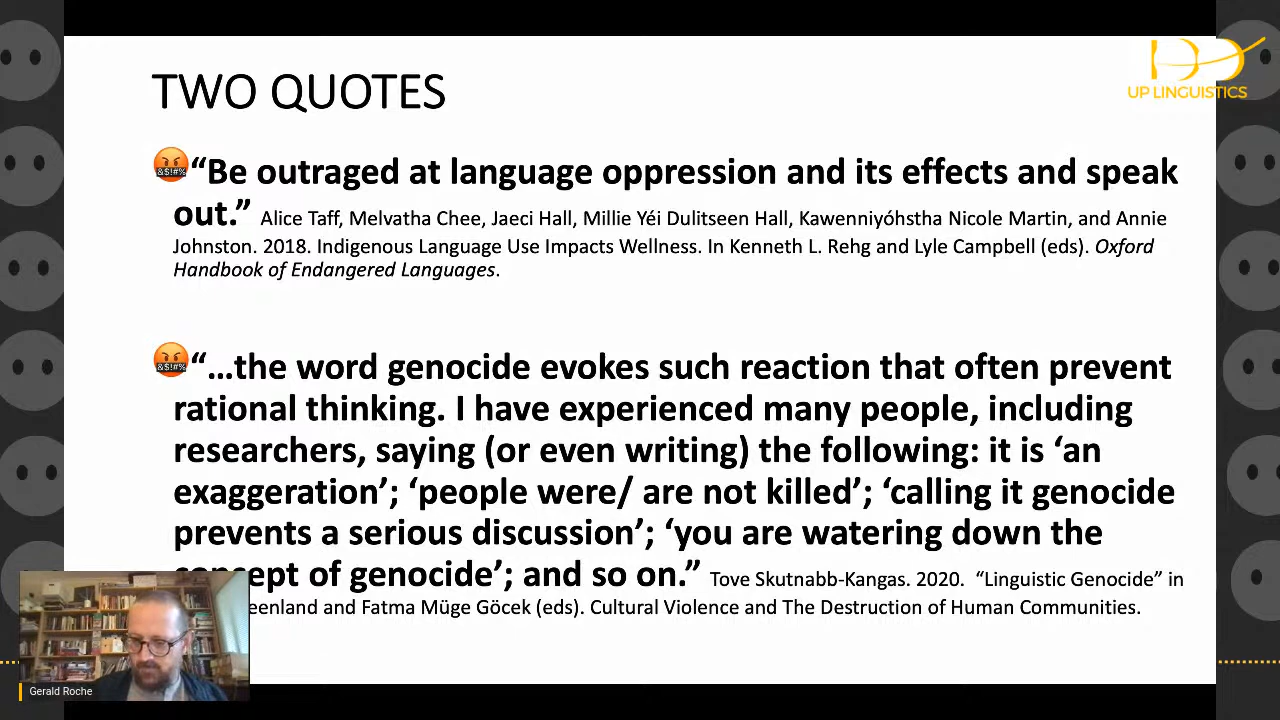 TWO QUOTES
UP LINGUISTICS
&$!#%
“Be outraged at language oppression and its effects and speak
out.” Alice Taff, Melvatha Chee, Jaeci Hall, Millie Yéi Dulitseen Hall, Kawenniyóhstha Nicole Martin, and Annie
Johnston. 2018. Indigenous Language Use Impacts Wellness. In Kenneth L. Rehg and Lyle Campbell (eds). Oxford
Handbook of Endangered Languages.
&$!#%
“…the word genocide evokes such reaction that often prevent
rational thinking. I have experienced many people, including
researchers, saying (or even writing) the following: it is ‘an
exaggeration’; ‘people were/ are not killed’; ‘calling it genocide
prevents a serious discussion’; ‘you are watering down the
of genocide’; and so on.” Tove Skutnabb-Kangas. 2020. “Linguistic Genocide” in
and Fatma Müge Göcek (eds). Cultural Violence and The Destruction of Human Communities.
Gerald Roche